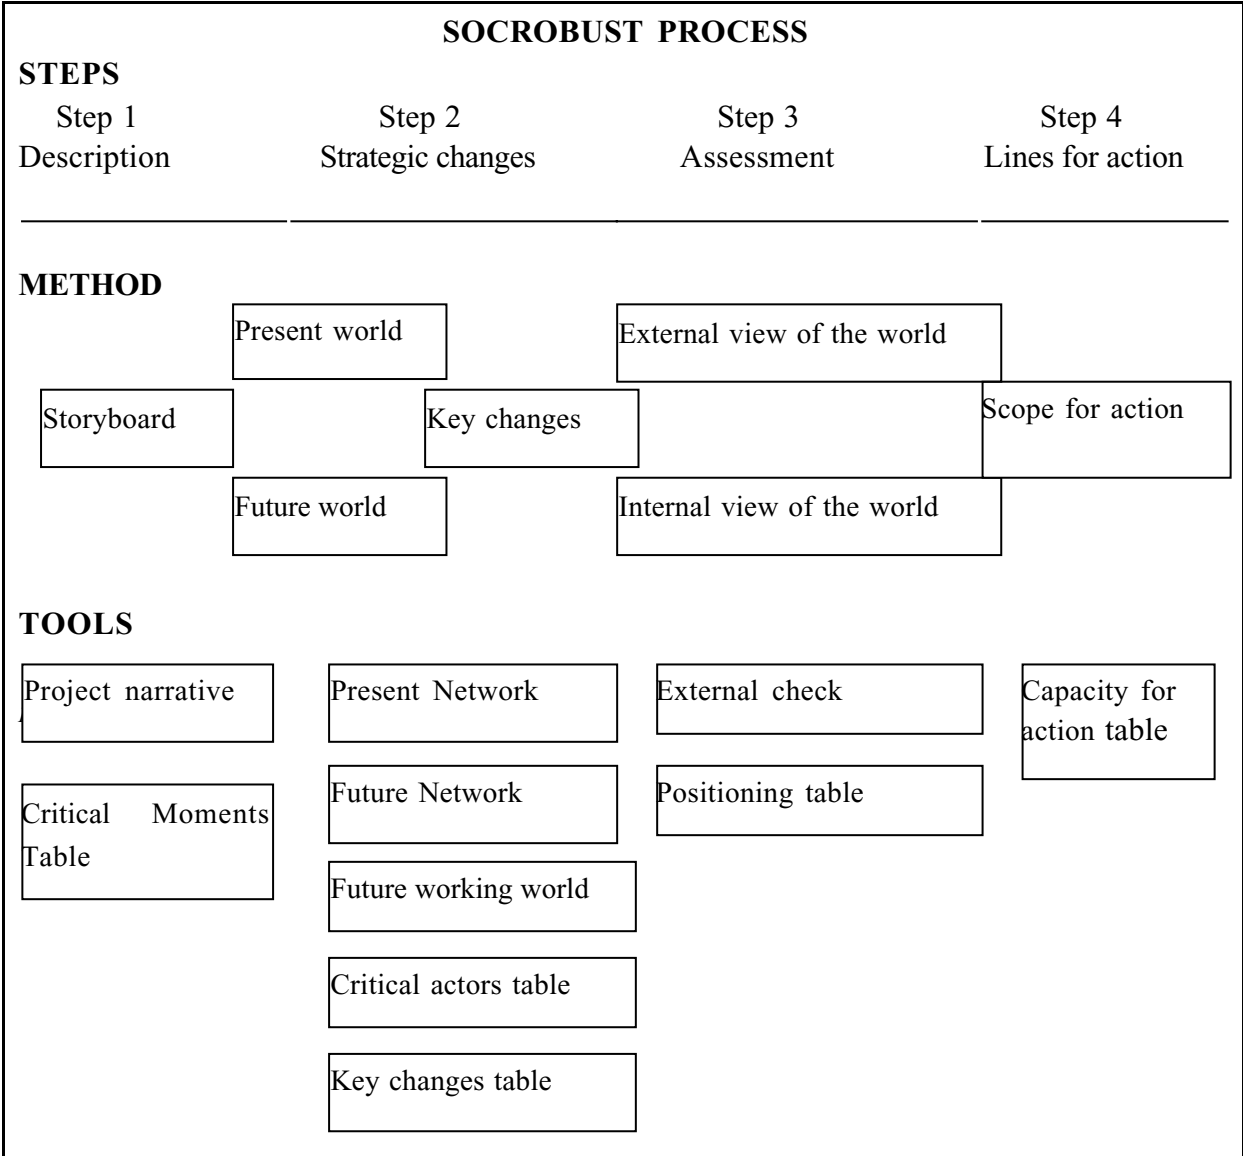 SOCROBUST PROCESS
STEPS
Step 1 Step 2 Step 3 Step 4
Description Strategic changes Assessment Lines for action
METHOD
Present world External view of the world
Storyboard Key changes Scope for action
Future world Internal view of the world
TOOLS
Project narrative Present Network External check Capacity for
action table
Critical Moments
Table
Future Network Positioning table
Future working world
Critical actors table
Key changes table